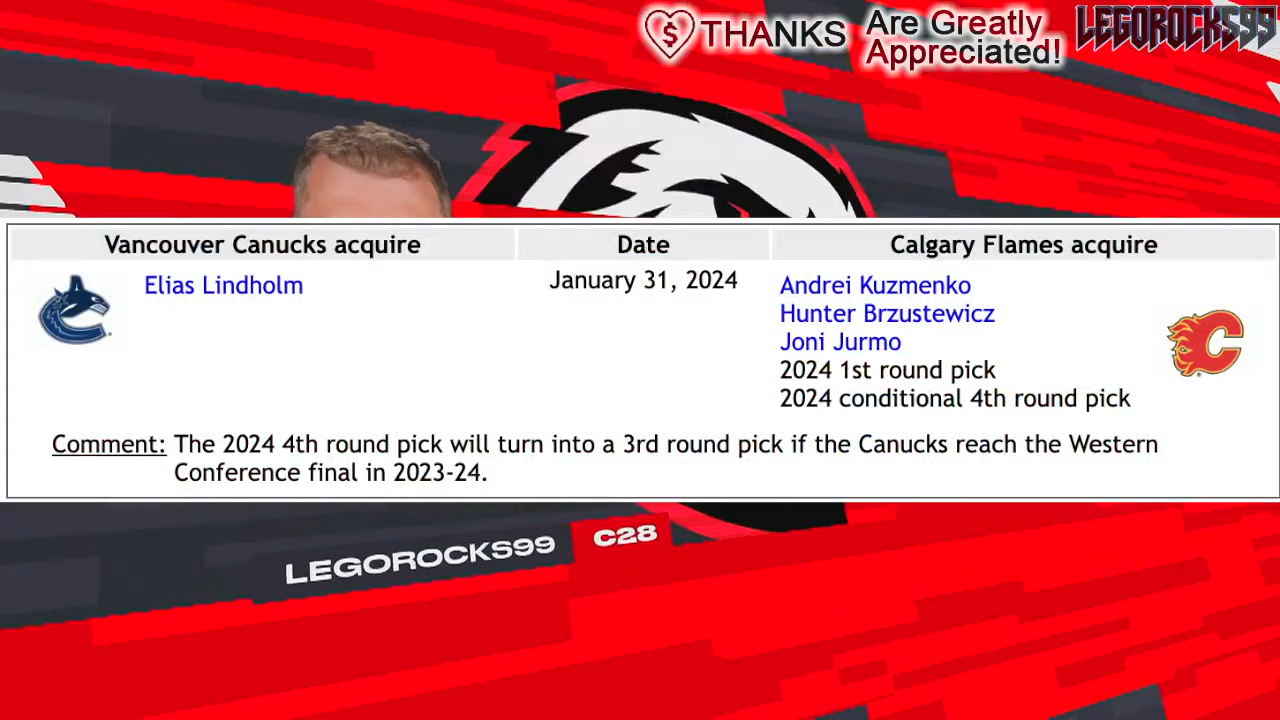 THANKS Are Greatly
Appreciated!
LEGOROCKS99
Vancouver Canucks acquire Date Calgary Flames acquire
Elias Lindholm January 31, 2024 Andrei Kuzmenko
Hunter Brzustewicz
Joni Jurmo
2024 1st round pick
2024 conditional 4th round pick
Comment: The 2024 4th round pick will turn into a 3rd round pick if the Canucks reach the Western
Conference final in 2023-24.
LEGOROCKS99 C28